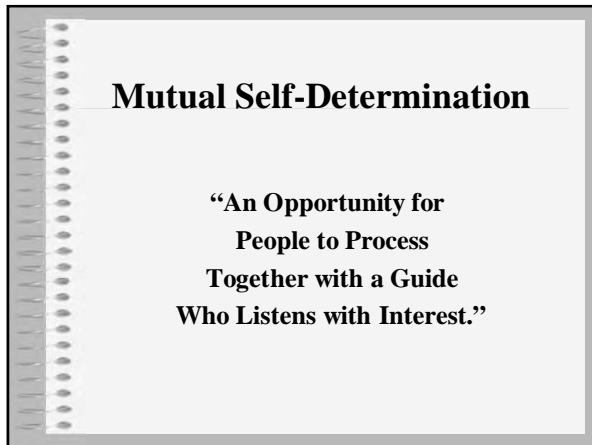 Mutual Self-Determination
“An Opportunity for
People to Process
Together with a Guide
Who Listens with Interest.”